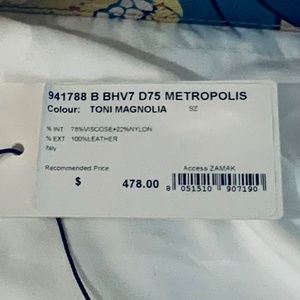 941788 B BHV7 D75 METROPOLIS
Colour: TONI MAGNOLIA SZ
% INT 78%VISCOSE+22%NYLON
% EXT 100%LEATHER
Italy
Recommended Price Access ZAMAK
$ 478.00
8 051510 907190